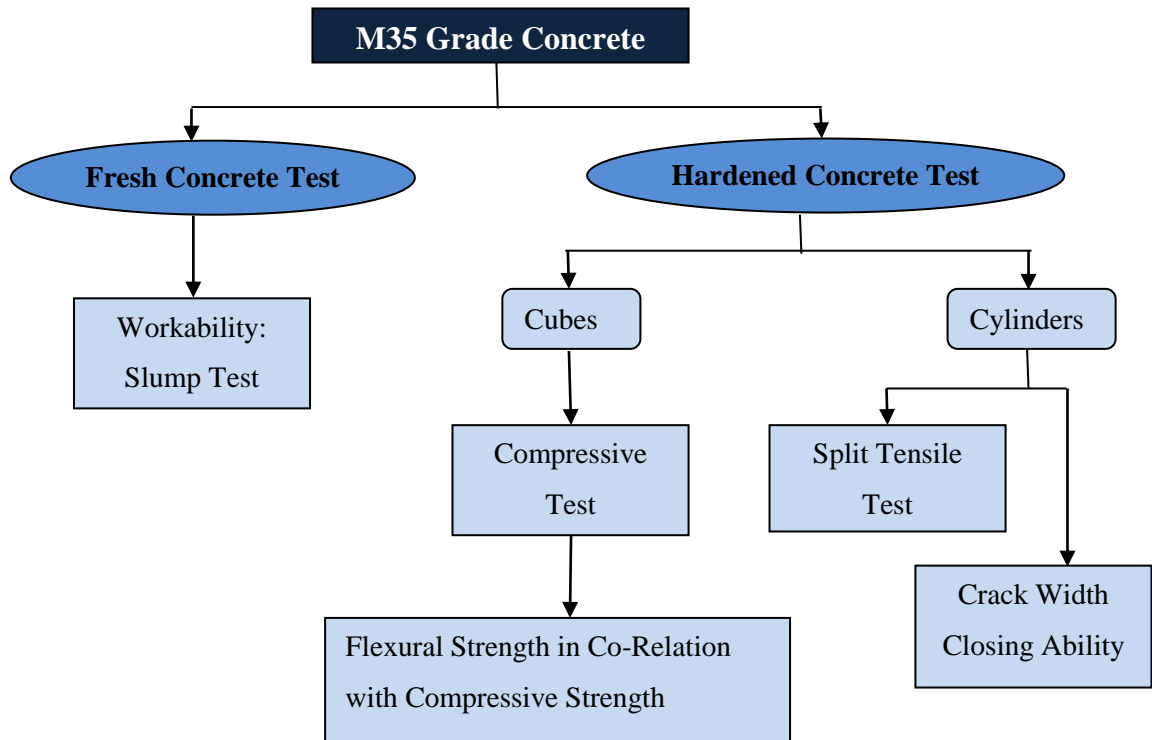 M35 Grade Concrete
Fresh Concrete Test
Hardened Concrete Test
Workability:
Slump Test
Cubes
Cylinders
Compressive
Test
Split Tensile
Test
Crack Width
Closing Ability
Flexural Strength in Co-Relation
with Compressive Strength